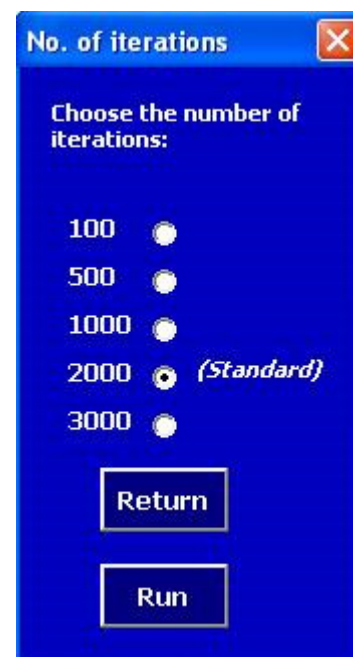 No. of iterations
Choose the number of
iterations:
100
500
1000
2000 (Standard)
3000
Return
Run